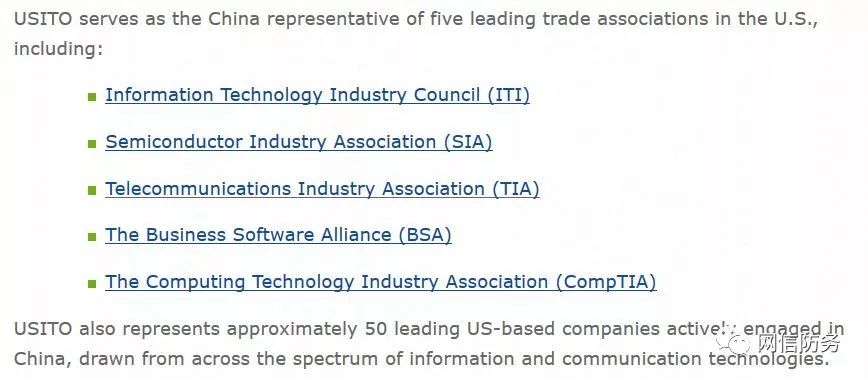 USITO serves as the China representative of five leading trade associations in the U.S.,
including:
Information Technology Industry Council (ITI)
Semiconductor Industry Association (SIA)
Telecommunications Industry Association (TIA)
The Business Software Alliance (BSA)
The Computing Technology Industry Association (CompTIA)
USITO also represents approximately 50 leading US-based companies actively engaged in
China, drawn from across the spectrum of information and communication technologies.
网信防务